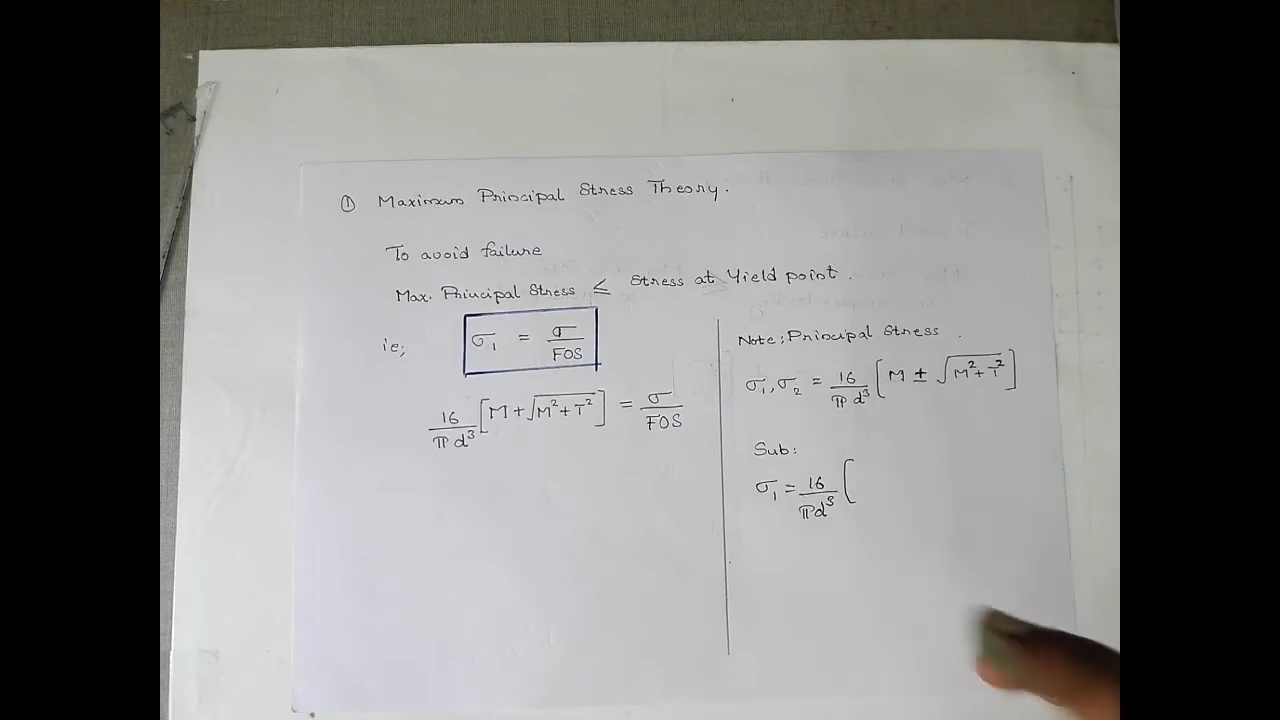 ① Maximum Principal Stress Theory.
To avoid failure
Max. Principal Stress ≤ Stress at Yield point.
ie; σ₁ = σ/FOS
16/πd³ [M + √(M² + T²)] = σ/FOS
Note: Principal Stress.
σ₁, σ₂ = 16/πd³ [M ± √(M² + T²)]
Sub:
σ₁ = 16/πd³ (